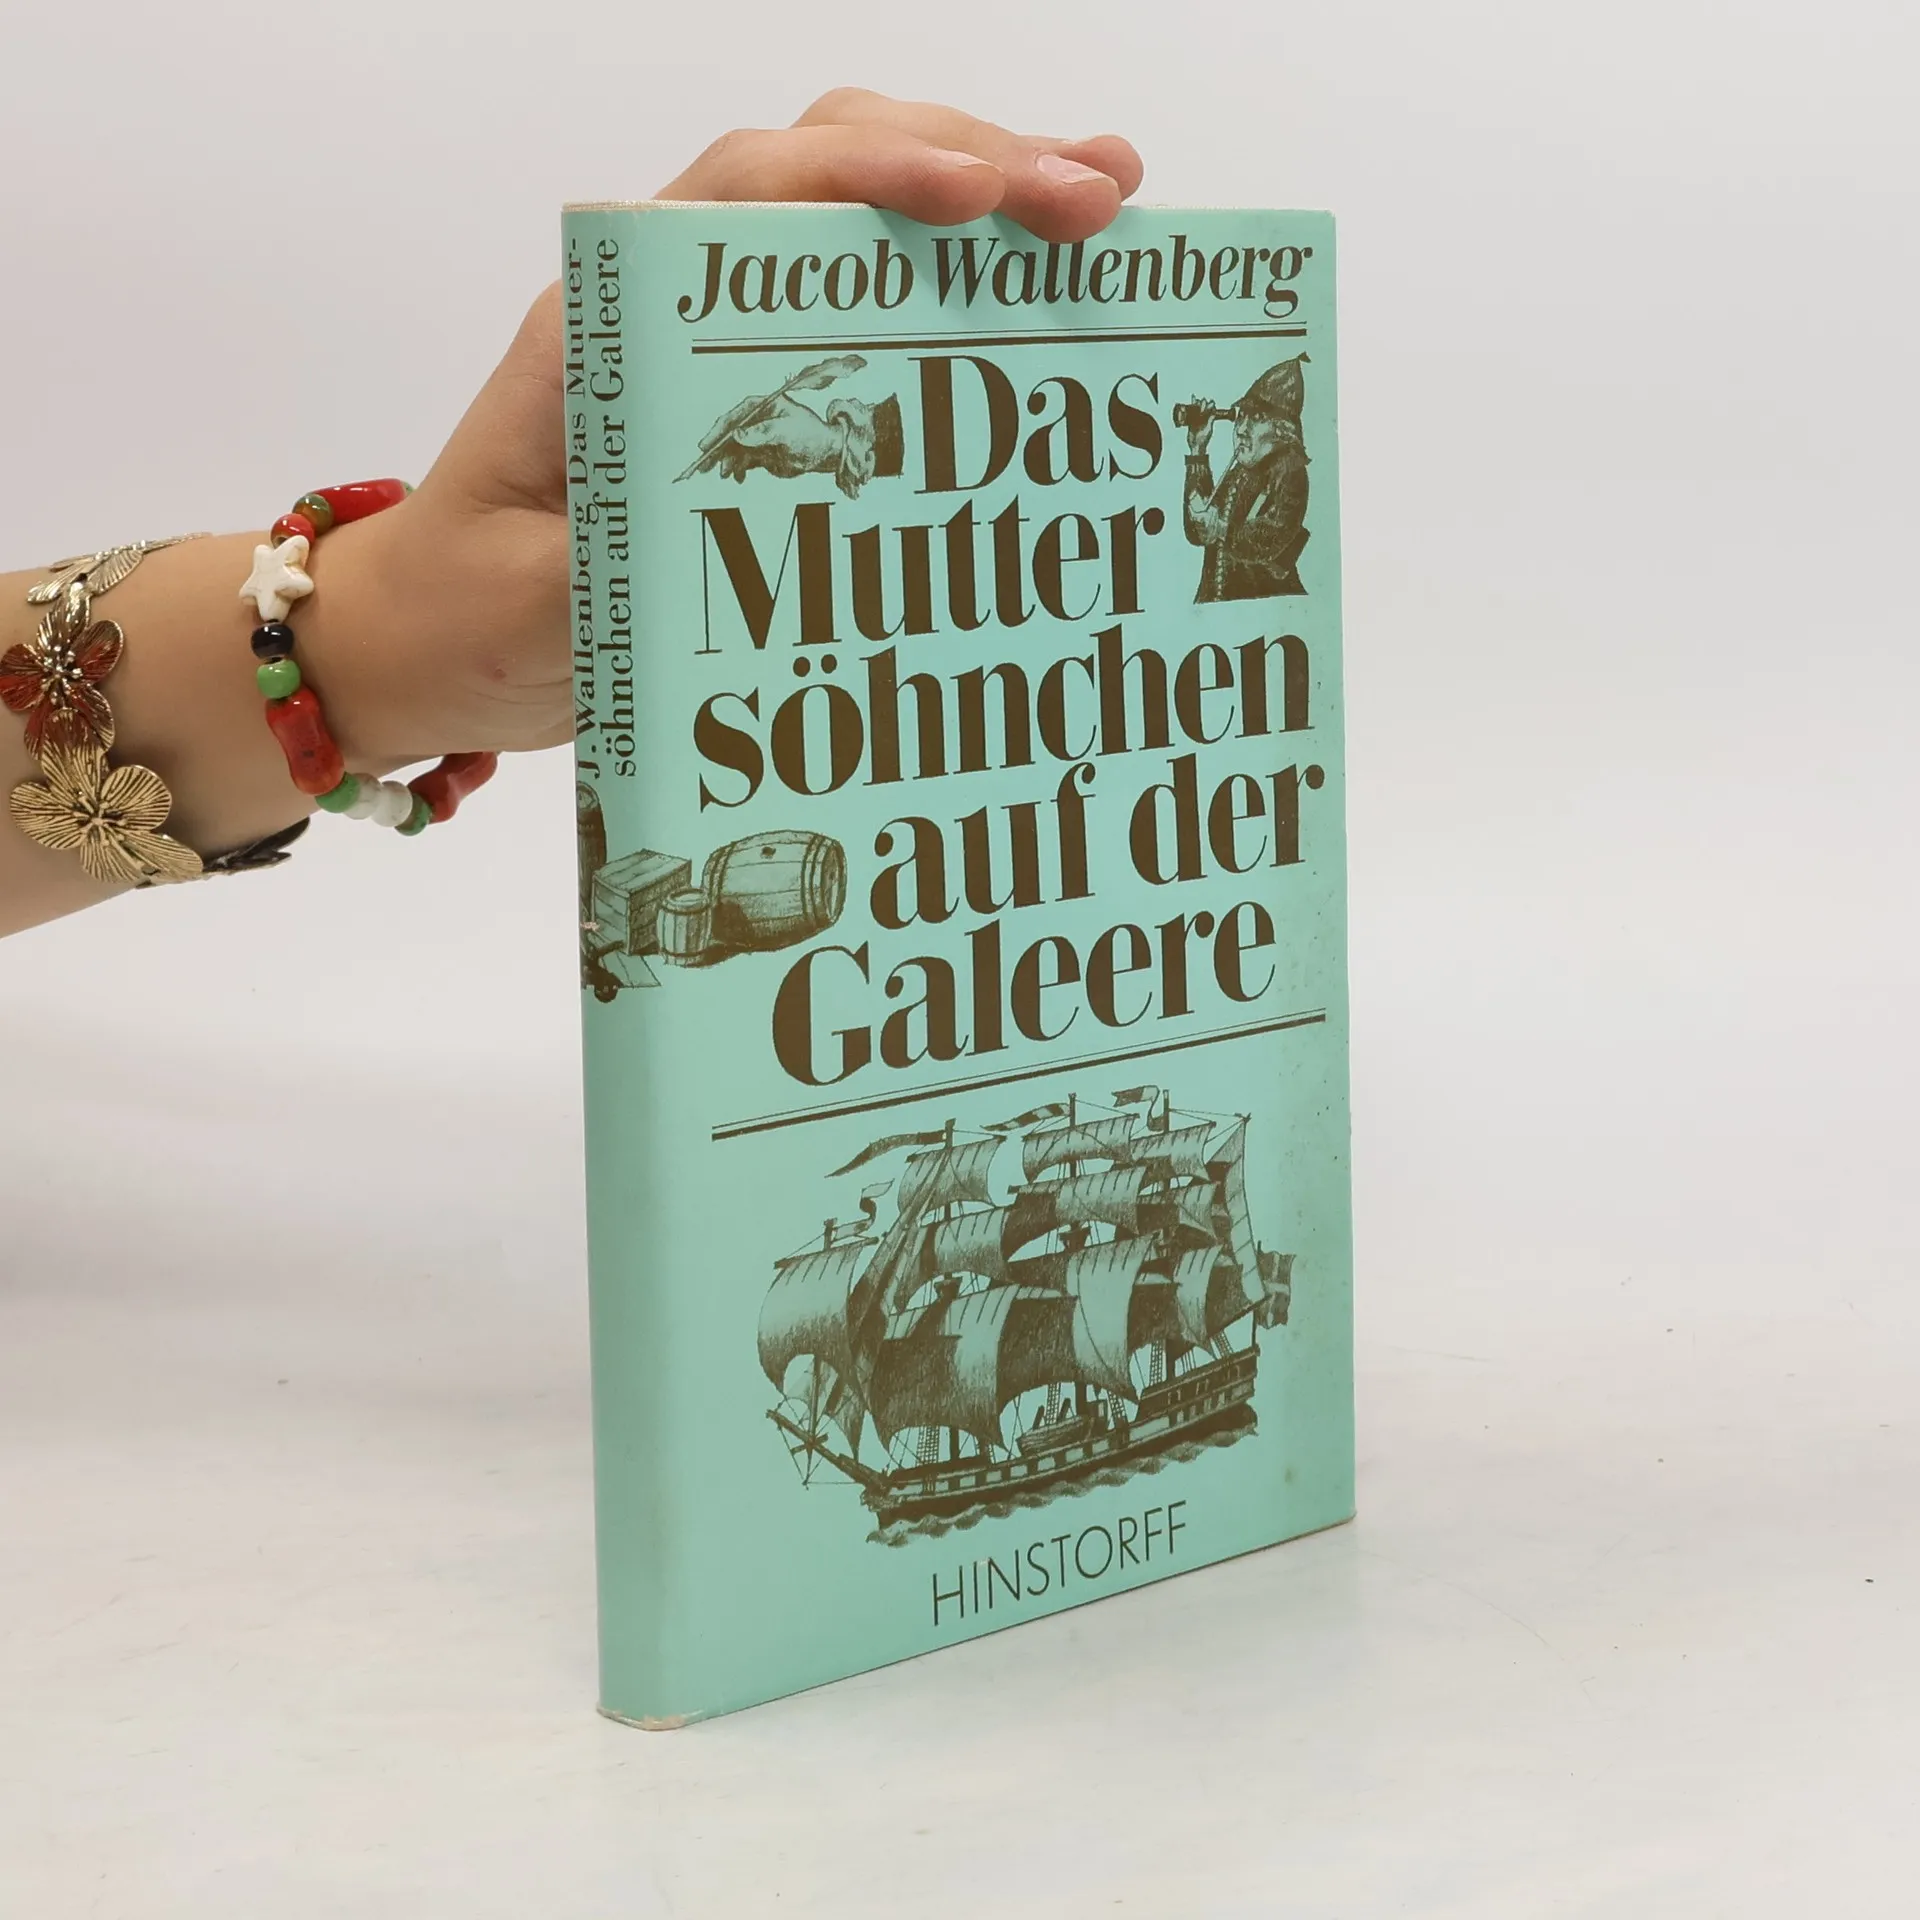 Jacob Wallenberg
Das
Mutter
söhnchen
auf der
Galeere
HINSTORFF
J. Wallenberg Das Mutter-
söhnchen auf der Galeere